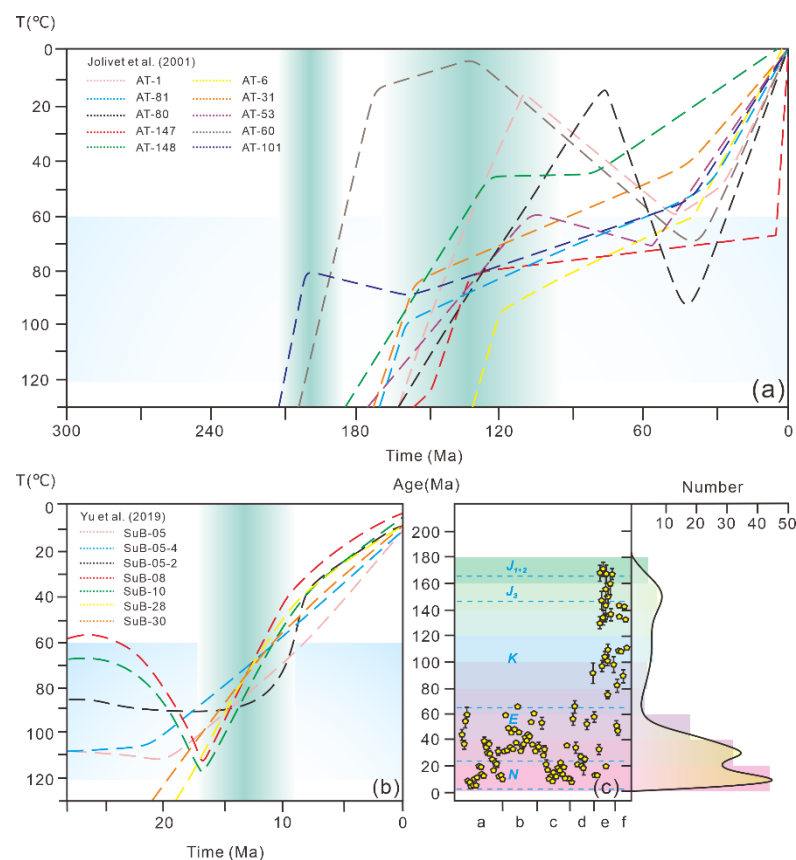 T(℃)
0
20
40
60
80
100
120
Jolivet et al. (2001)
AT-1
AT-6
AT-81
AT-31
AT-80
AT-53
AT-147
AT-60
AT-148
AT-101
(a)
300
240
180
120
60
0
Time (Ma)
T(℃)
0
10
20
30
40
60
80
90
100
110
120
Yu et al. (2019)
SuB-05
SuB-05-4
SuB-05-2
SuB-08
SuB-10
SuB-28
SuB-30
(b)
20
10
0
Time (Ma)
Age(Ma)
Number
10
20
30
40
50
200
180
160
140
120
100
80
60
40
20
0
J₁₊₂
J₃
K
E
N
(c)
a
b
c
d
e
f